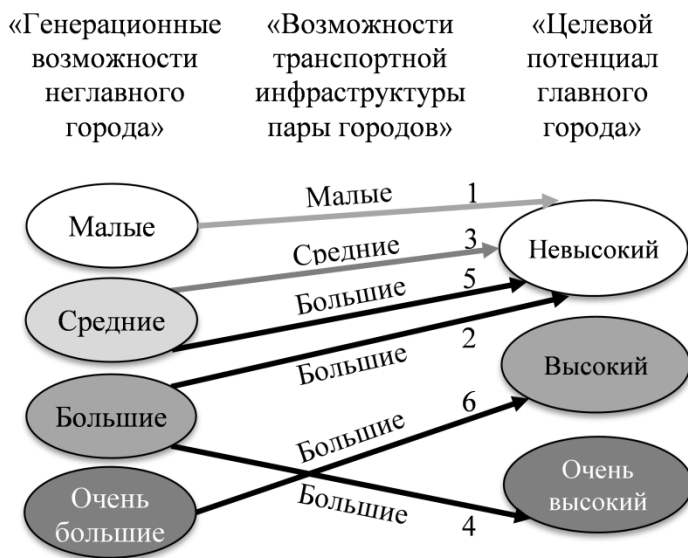 «Генерационные
возможности
неглавного
города»
«Возможности
транспортной
инфраструктуры
пары городов»
«Целевой
потенциал
главного
города»
Малые
Малые 1
Средние 3
Невысокий
Средние
Большие 5
Большие 2
Высокий
Большие
Большие 6
Очень
большие
Большие 4
Очень
высокий